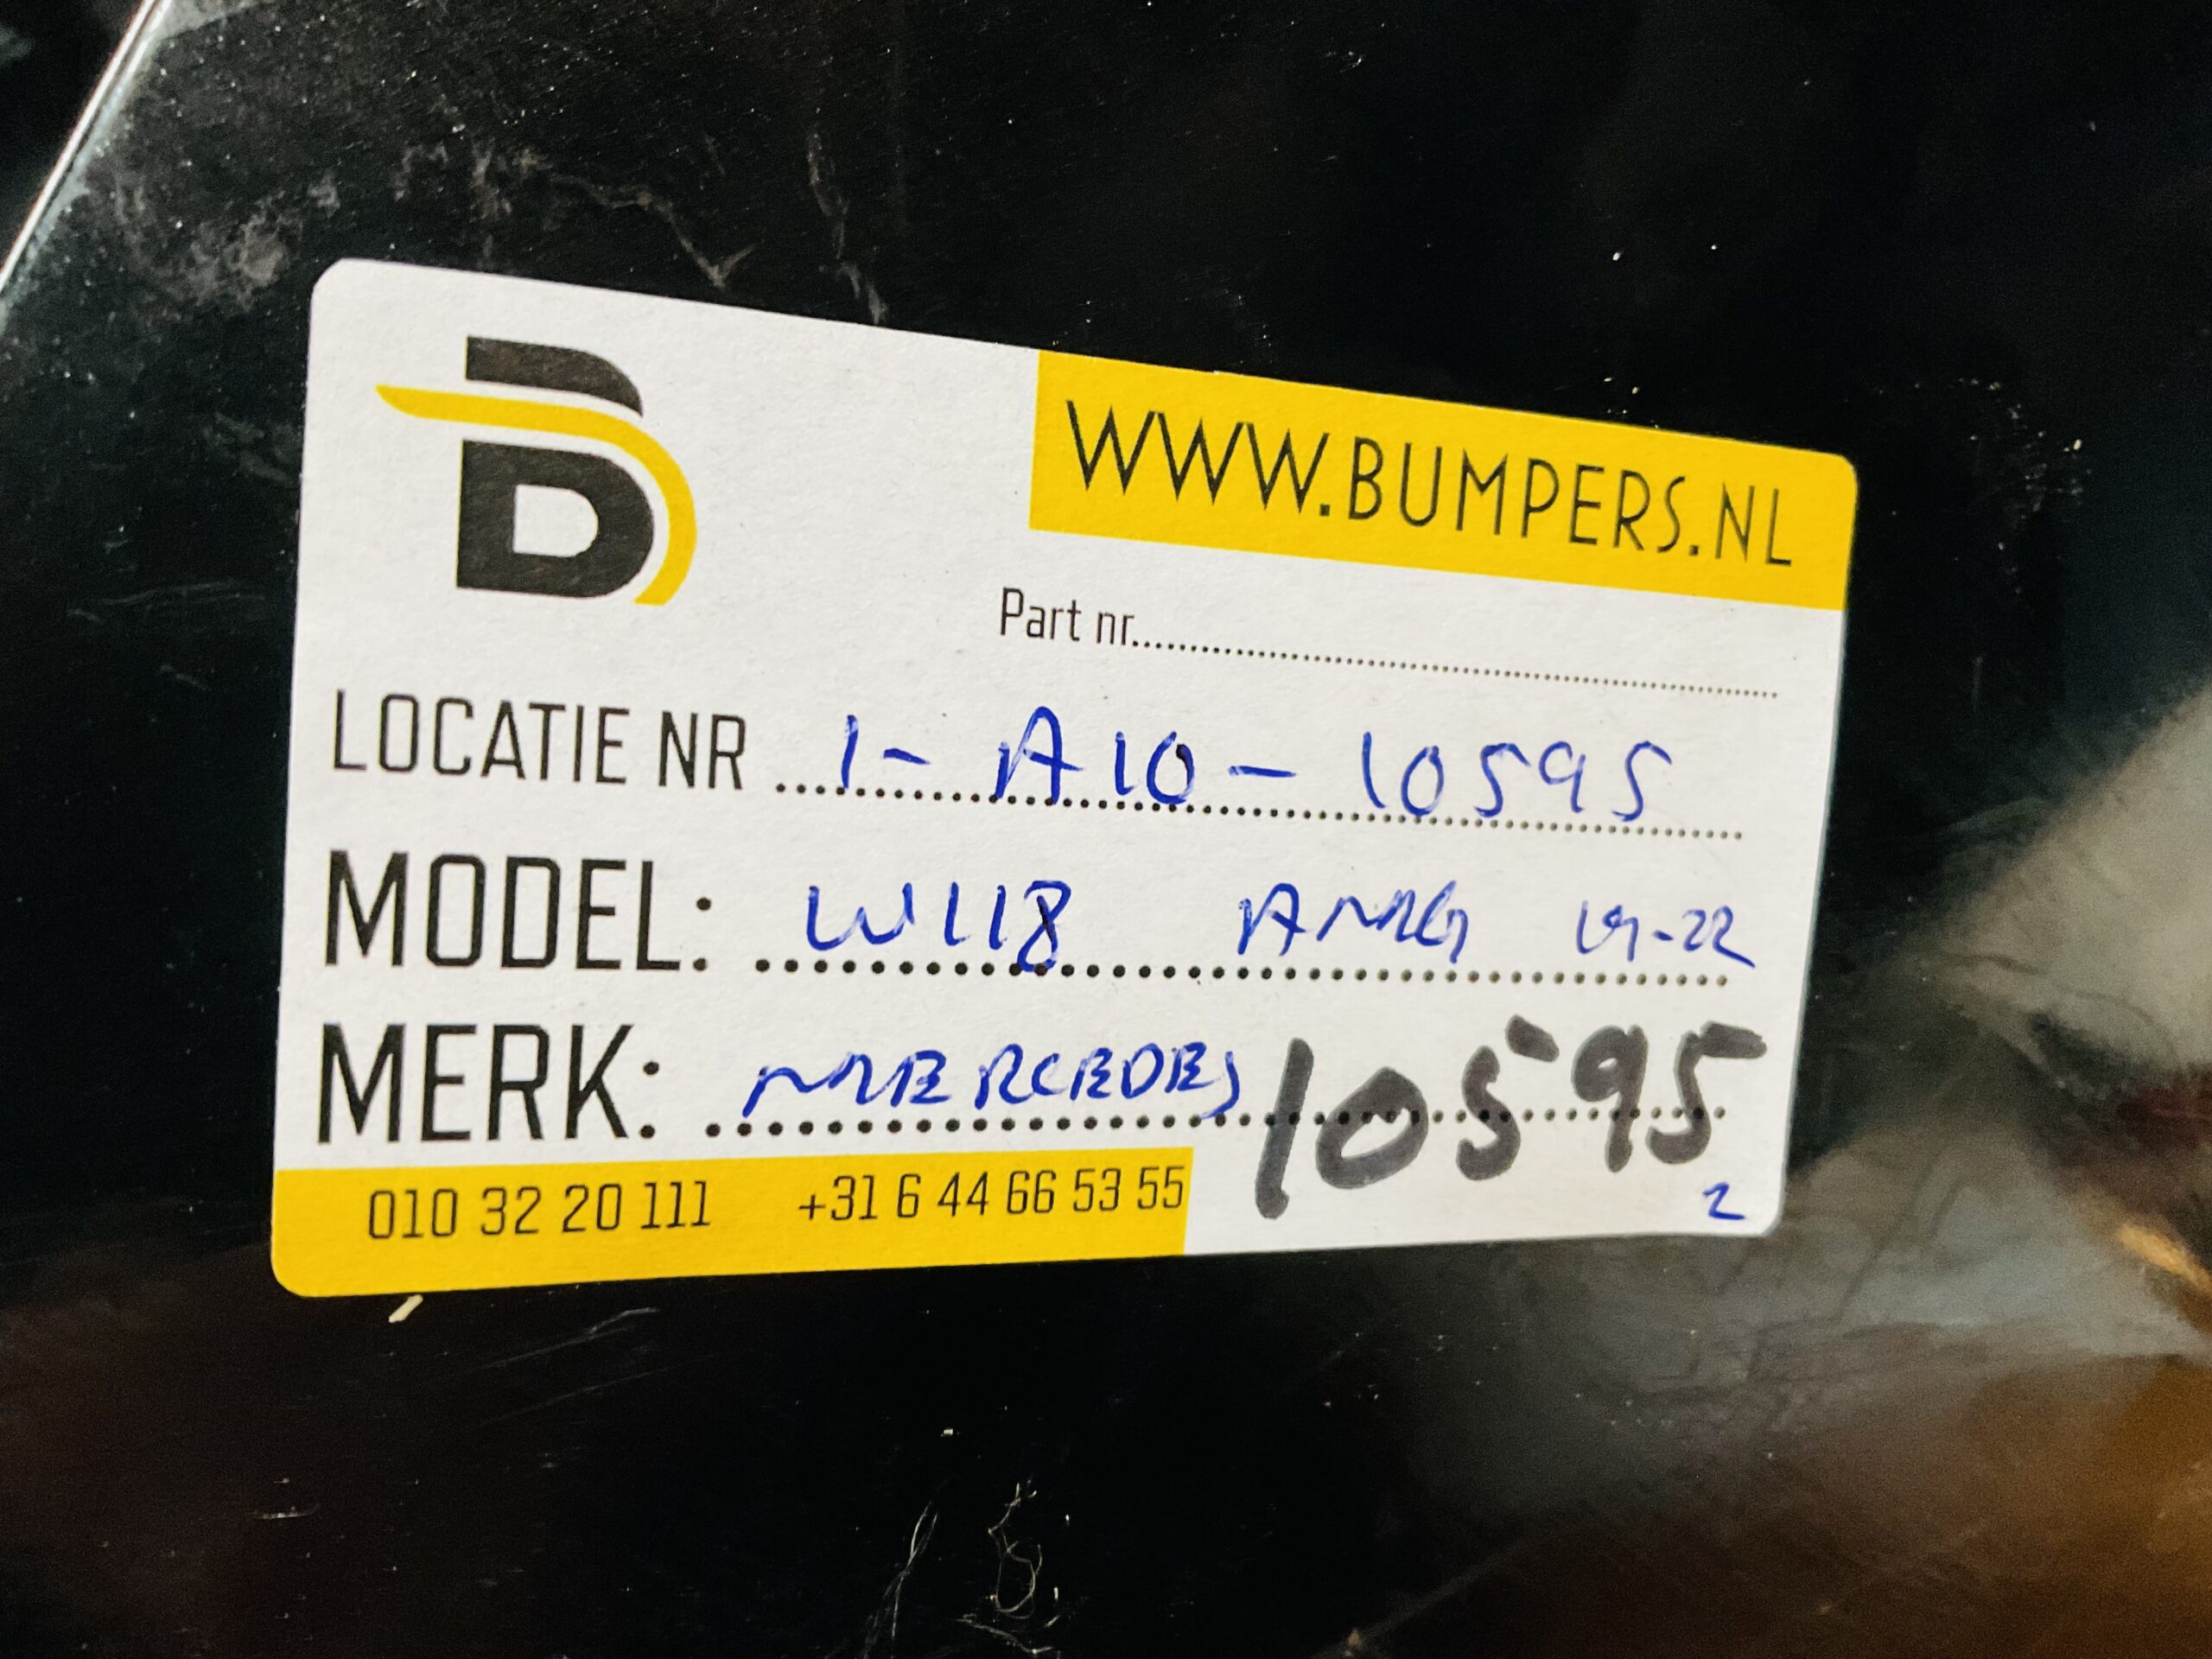 B
WWW.BUMPERS.NL
Part nr.....................................................
LOCATIE NR ... 1- A10 - 10595
MODEL: W118 AMG 19-22
MERK: MERCEDES 10595
010 32 20 111 +31 6 44 66 53 55
2